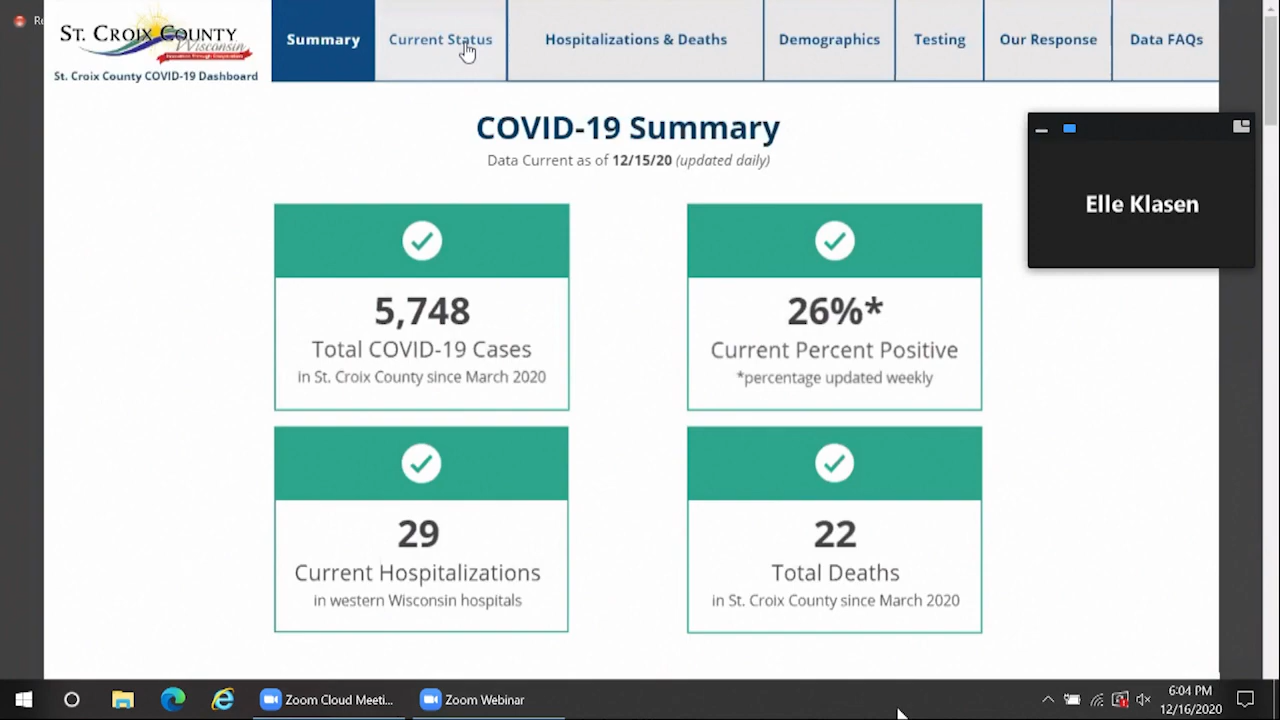 Re
ST. CROIX COUNTY
Wisconsin
St. Croix County COVID-19 Dashboard
Summary
Current Status
Hospitalizations & Deaths
Demographics
Testing
Our Response
Data FAQs
COVID-19 Summary
Data Current as of 12/15/20 (updated daily)
Elle Klasen
5,748
Total COVID-19 Cases
in St. Croix County since March 2020
26%*
Current Percent Positive
*percentage updated weekly
29
Current Hospitalizations
in western Wisconsin hospitals
22
Total Deaths
in St. Croix County since March 2020
Zoom Cloud Meeti...
Zoom Webinar
6:04 PM
12/16/2020